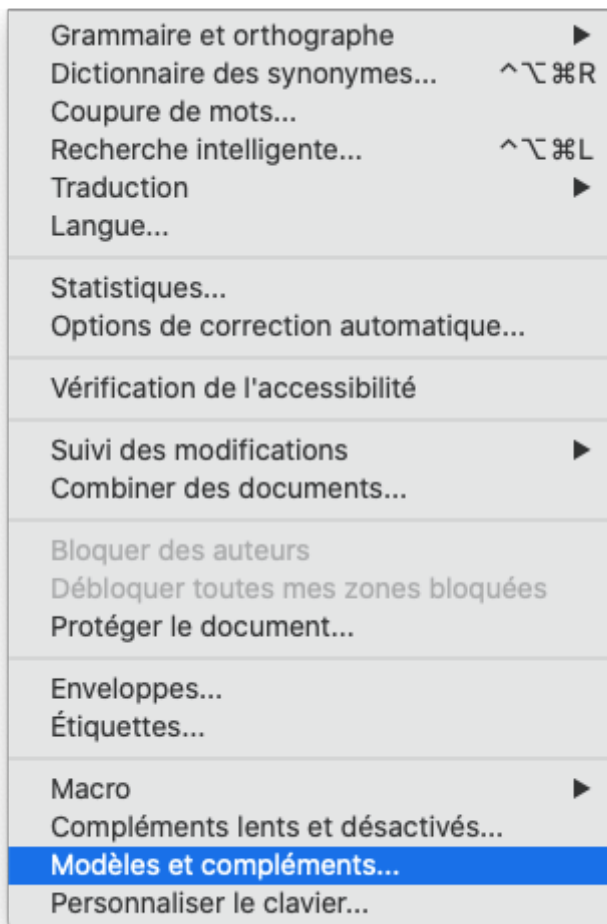 Grammaire et orthographe ▶
Dictionnaire des synonymes... ^⌥⌘R
Coupure de mots...
Recherche intelligente... ^⌥⌘L
Traduction ▶
Langue...
Statistiques...
Options de correction automatique...
Vérification de l'accessibilité
Suivi des modifications ▶
Combiner des documents...
Bloquer des auteurs
Débloquer toutes mes zones bloquées
Protéger le document...
Enveloppes...
Étiquettes...
Macro ▶
Compléments lents et désactivés...
Modèles et compléments...
Personnaliser le clavier...